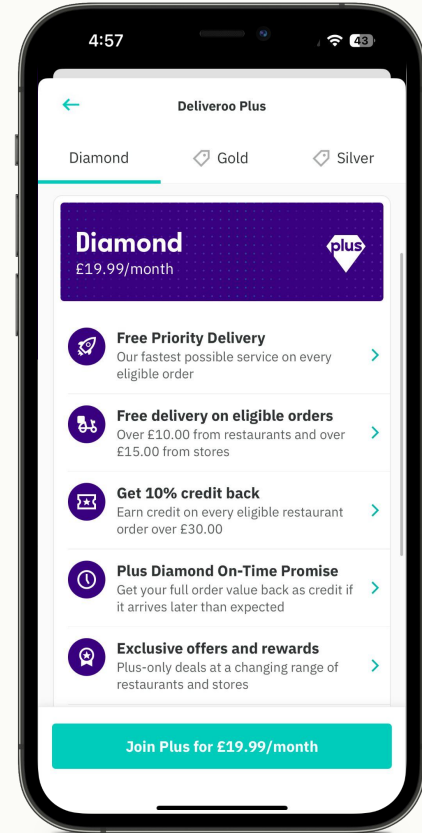 4:57
43
Deliveroo Plus
Diamond
Gold
Silver
Diamond
£19.99/month
plus
Free Priority Delivery
Our fastest possible service on every
eligible order
Free delivery on eligible orders
Over £10.00 from restaurants and over
£15.00 from stores
Get 10% credit back
Earn credit on every eligible restaurant
order over £30.00
Plus Diamond On-Time Promise
Get your full order value back as credit if
it arrives later than expected
Exclusive offers and rewards
Plus-only deals at a changing range of
restaurants and stores
Join Plus for £19.99/month